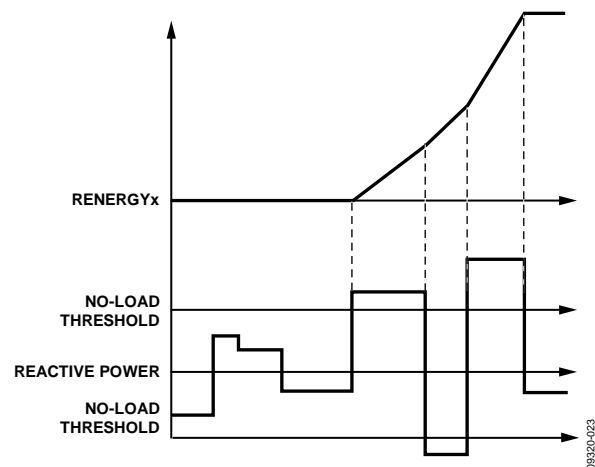 RENERGYx
NO-LOAD
THRESHOLD
REACTIVE POWER
NO-LOAD
THRESHOLD
09320-023